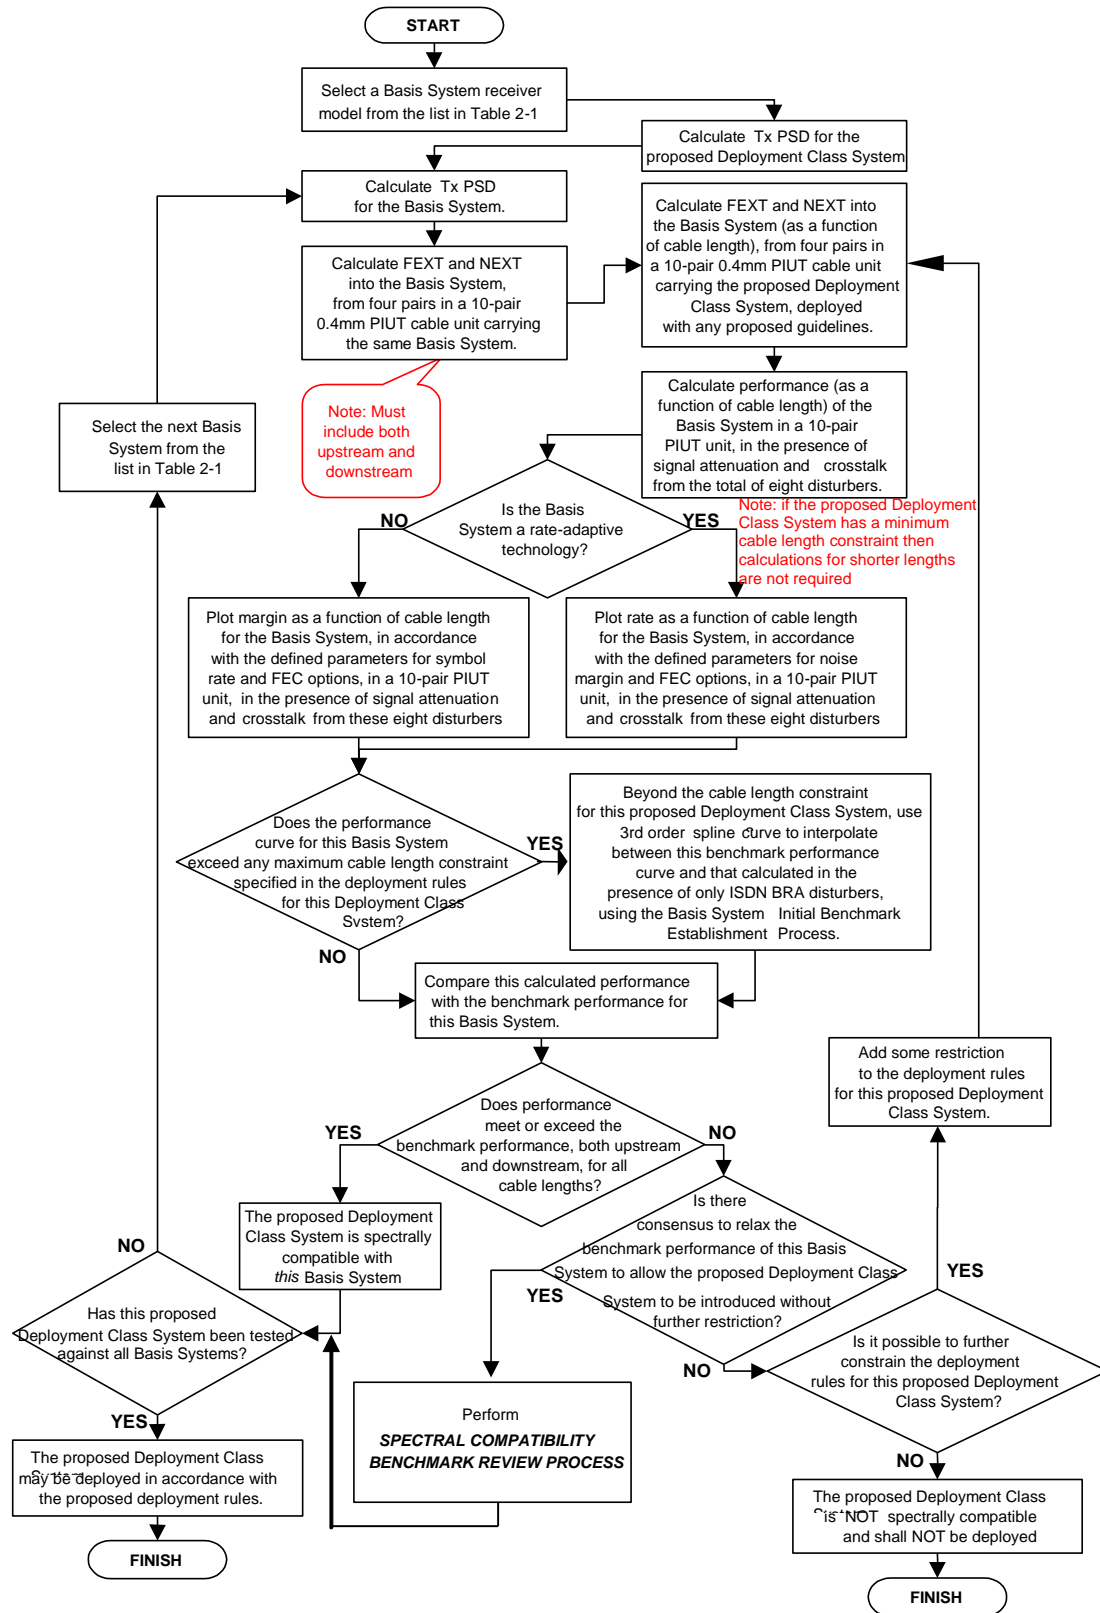 START
Select a Basis System receiver
model from the list in Table 2-1
Calculate Tx PSD for the
proposed Deployment Class System
Calculate Tx PSD
for the Basis System.
Calculate FEXT and NEXT into
the Basis System (as a function
of cable length), from four pairs in
a 10-pair 0.4mm PIUT cable unit
carrying the proposed Deployment
Class System, deployed
with any proposed guidelines.
Calculate FEXT and NEXT
into the Basis System,
from four pairs in a 10-pair
0.4mm PIUT cable unit carrying
the same Basis System.
Note: Must
include both
upstream and
downstream
Calculate performance (as a
function of cable length) of the
Basis System in a 10-pair
PIUT unit, in the presence of
signal attenuation and crosstalk
from the total of eight disturbers.
Select the next Basis
System from the
list in Table 2-1
Note: if the proposed Deployment
Class System has a minimum
cable length constraint then
calculations for shorter lengths
are not required
Is the Basis
System a rate-adaptive
technology?
NO
YES
Plot margin as a function of cable length
for the Basis System, in accordance
with the defined parameters for symbol
rate and FEC options, in a 10-pair PIUT
unit, in the presence of signal attenuation
and crosstalk from these eight disturbers
Plot rate as a function of cable length
for the Basis System, in accordance
with the defined parameters for noise
margin and FEC options, in a 10-pair PIUT
unit, in the presence of signal attenuation
and crosstalk from these eight disturbers
Does the performance
curve for this Basis System
exceed any maximum cable length constraint
specified in the deployment rules
for this Deployment Class
System?
YES
NO
Beyond the cable length constraint
for this proposed Deployment Class System, use
3rd order spline curve to interpolate
between this benchmark performance
curve and that calculated in the
presence of only ISDN BRA disturbers,
using the Basis System Initial Benchmark
Establishment Process.
Compare this calculated performance
with the benchmark performance for
this Basis System.
Add some restriction
to the deployment rules
for this proposed Deployment
Class System.
Does performance
meet or exceed the
benchmark performance, both upstream
and downstream, for all
cable lengths?
YES
NO
The proposed Deployment
Class System is spectrally
compatible with
this Basis System
Is there
consensus to relax the
benchmark performance of this Basis
System to allow the proposed Deployment Class
System to be introduced without
further restriction?
YES
NO
NO
Has this proposed
Deployment Class System been tested
against all Basis Systems?
YES
YES
Is it possible to further
constrain the deployment
rules for this proposed Deployment
Class System?
NO
Perform
SPECTRAL COMPATIBILITY
BENCHMARK REVIEW PROCESS
The proposed Deployment Class
may be deployed in accordance with
the proposed deployment rules.
FINISH
The proposed Deployment Class
is NOT spectrally compatible
and shall NOT be deployed
FINISH